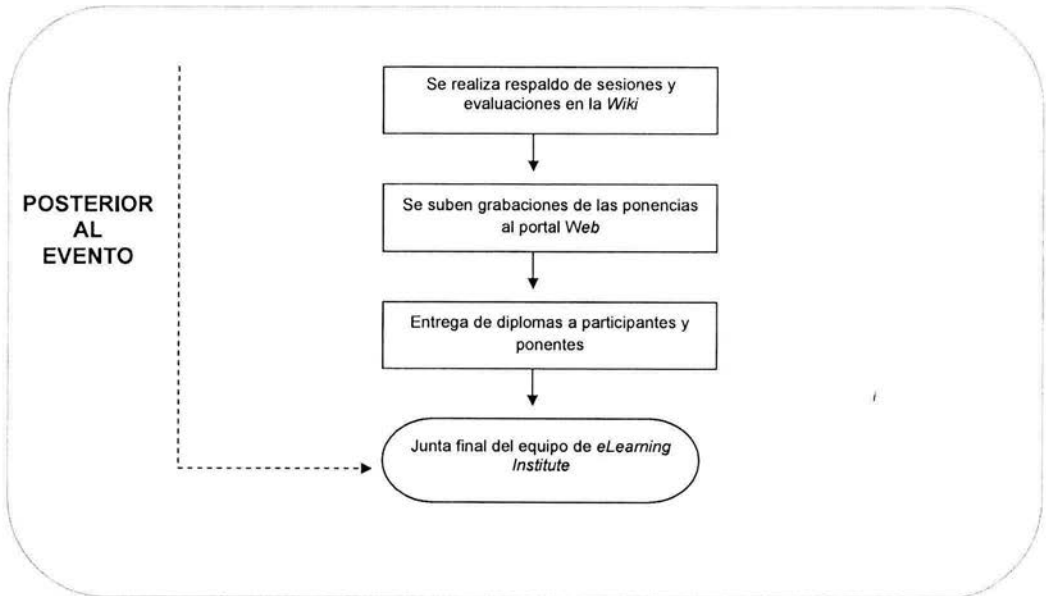 Se realiza respaldo de sesiones y
evaluaciones en la Wiki
POSTERIOR
AL
EVENTO
Se suben grabaciones de las ponencias
al portal Web
Entrega de diplomas a participantes y
ponentes
i
Junta final del equipo de eLearning
Institute